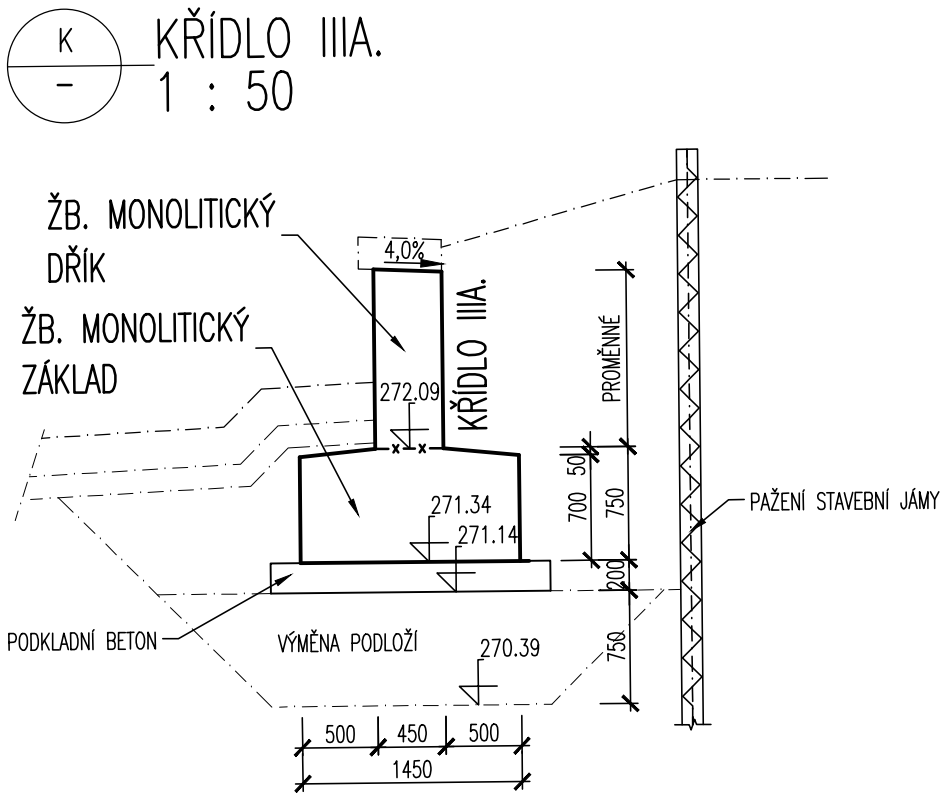 K
–
KŘÍDLO IIIA.
1 : 50
ŽB. MONOLITICKÝ
DŘÍK
ŽB. MONOLITICKÝ
ZÁKLAD
4,0%
KŘÍDLO IIIA.
PROMĚNNÉ
272.09
50
700
750
271.34
271.14
200
PAŽENÍ STAVEBNÍ JÁMY
PODKLADNÍ BETON
VÝMĚNA PODLOŽÍ
270.39
750
500
450
500
1450